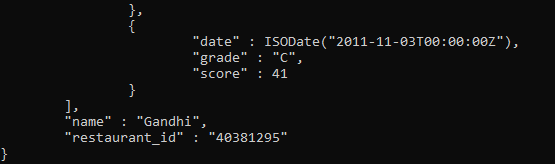 },
{
"date" : ISODate("2011-11-03T00:00:00Z"),
"grade" : "C",
"score" : 41
}
],
"name" : "Gandhi",
"restaurant_id" : "40381295"
}